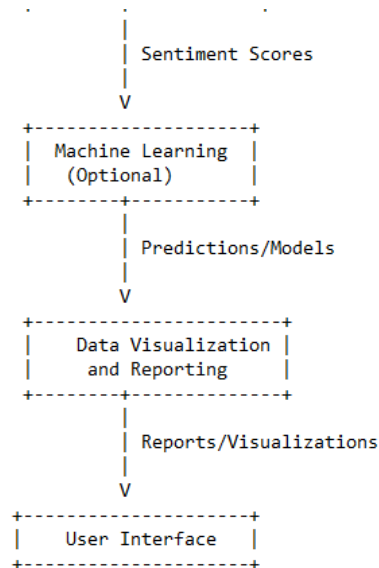 Sentiment Scores
V
Machine Learning
(Optional)
Predictions/Models
V
Data Visualization
and Reporting
Reports/Visualizations
V
User Interface